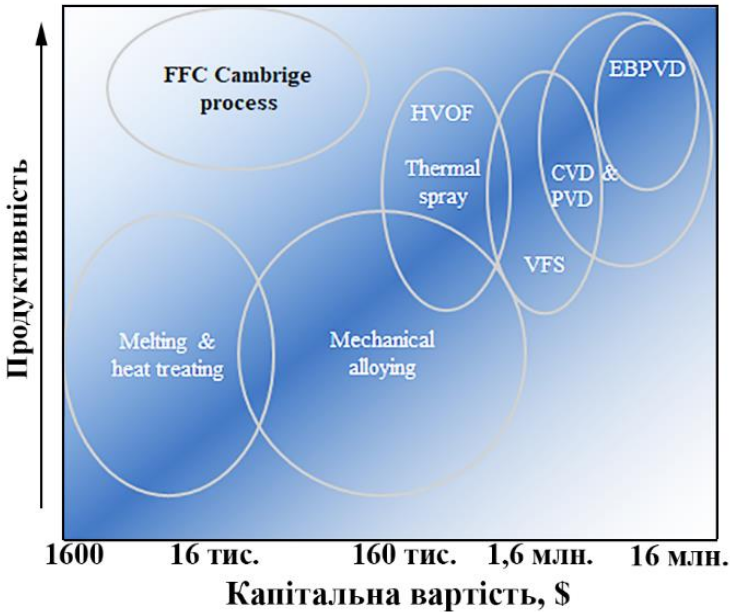 Продуктивність
FFC Cambrige
process
HVOF
Thermal
spray
EBPVD
CVD &
PVD
VFS
Melting &
heat treating
Mechanical
alloying
1600 16 тис. 160 тис. 1,6 млн. 16 млн.
Капітальна вартість, $